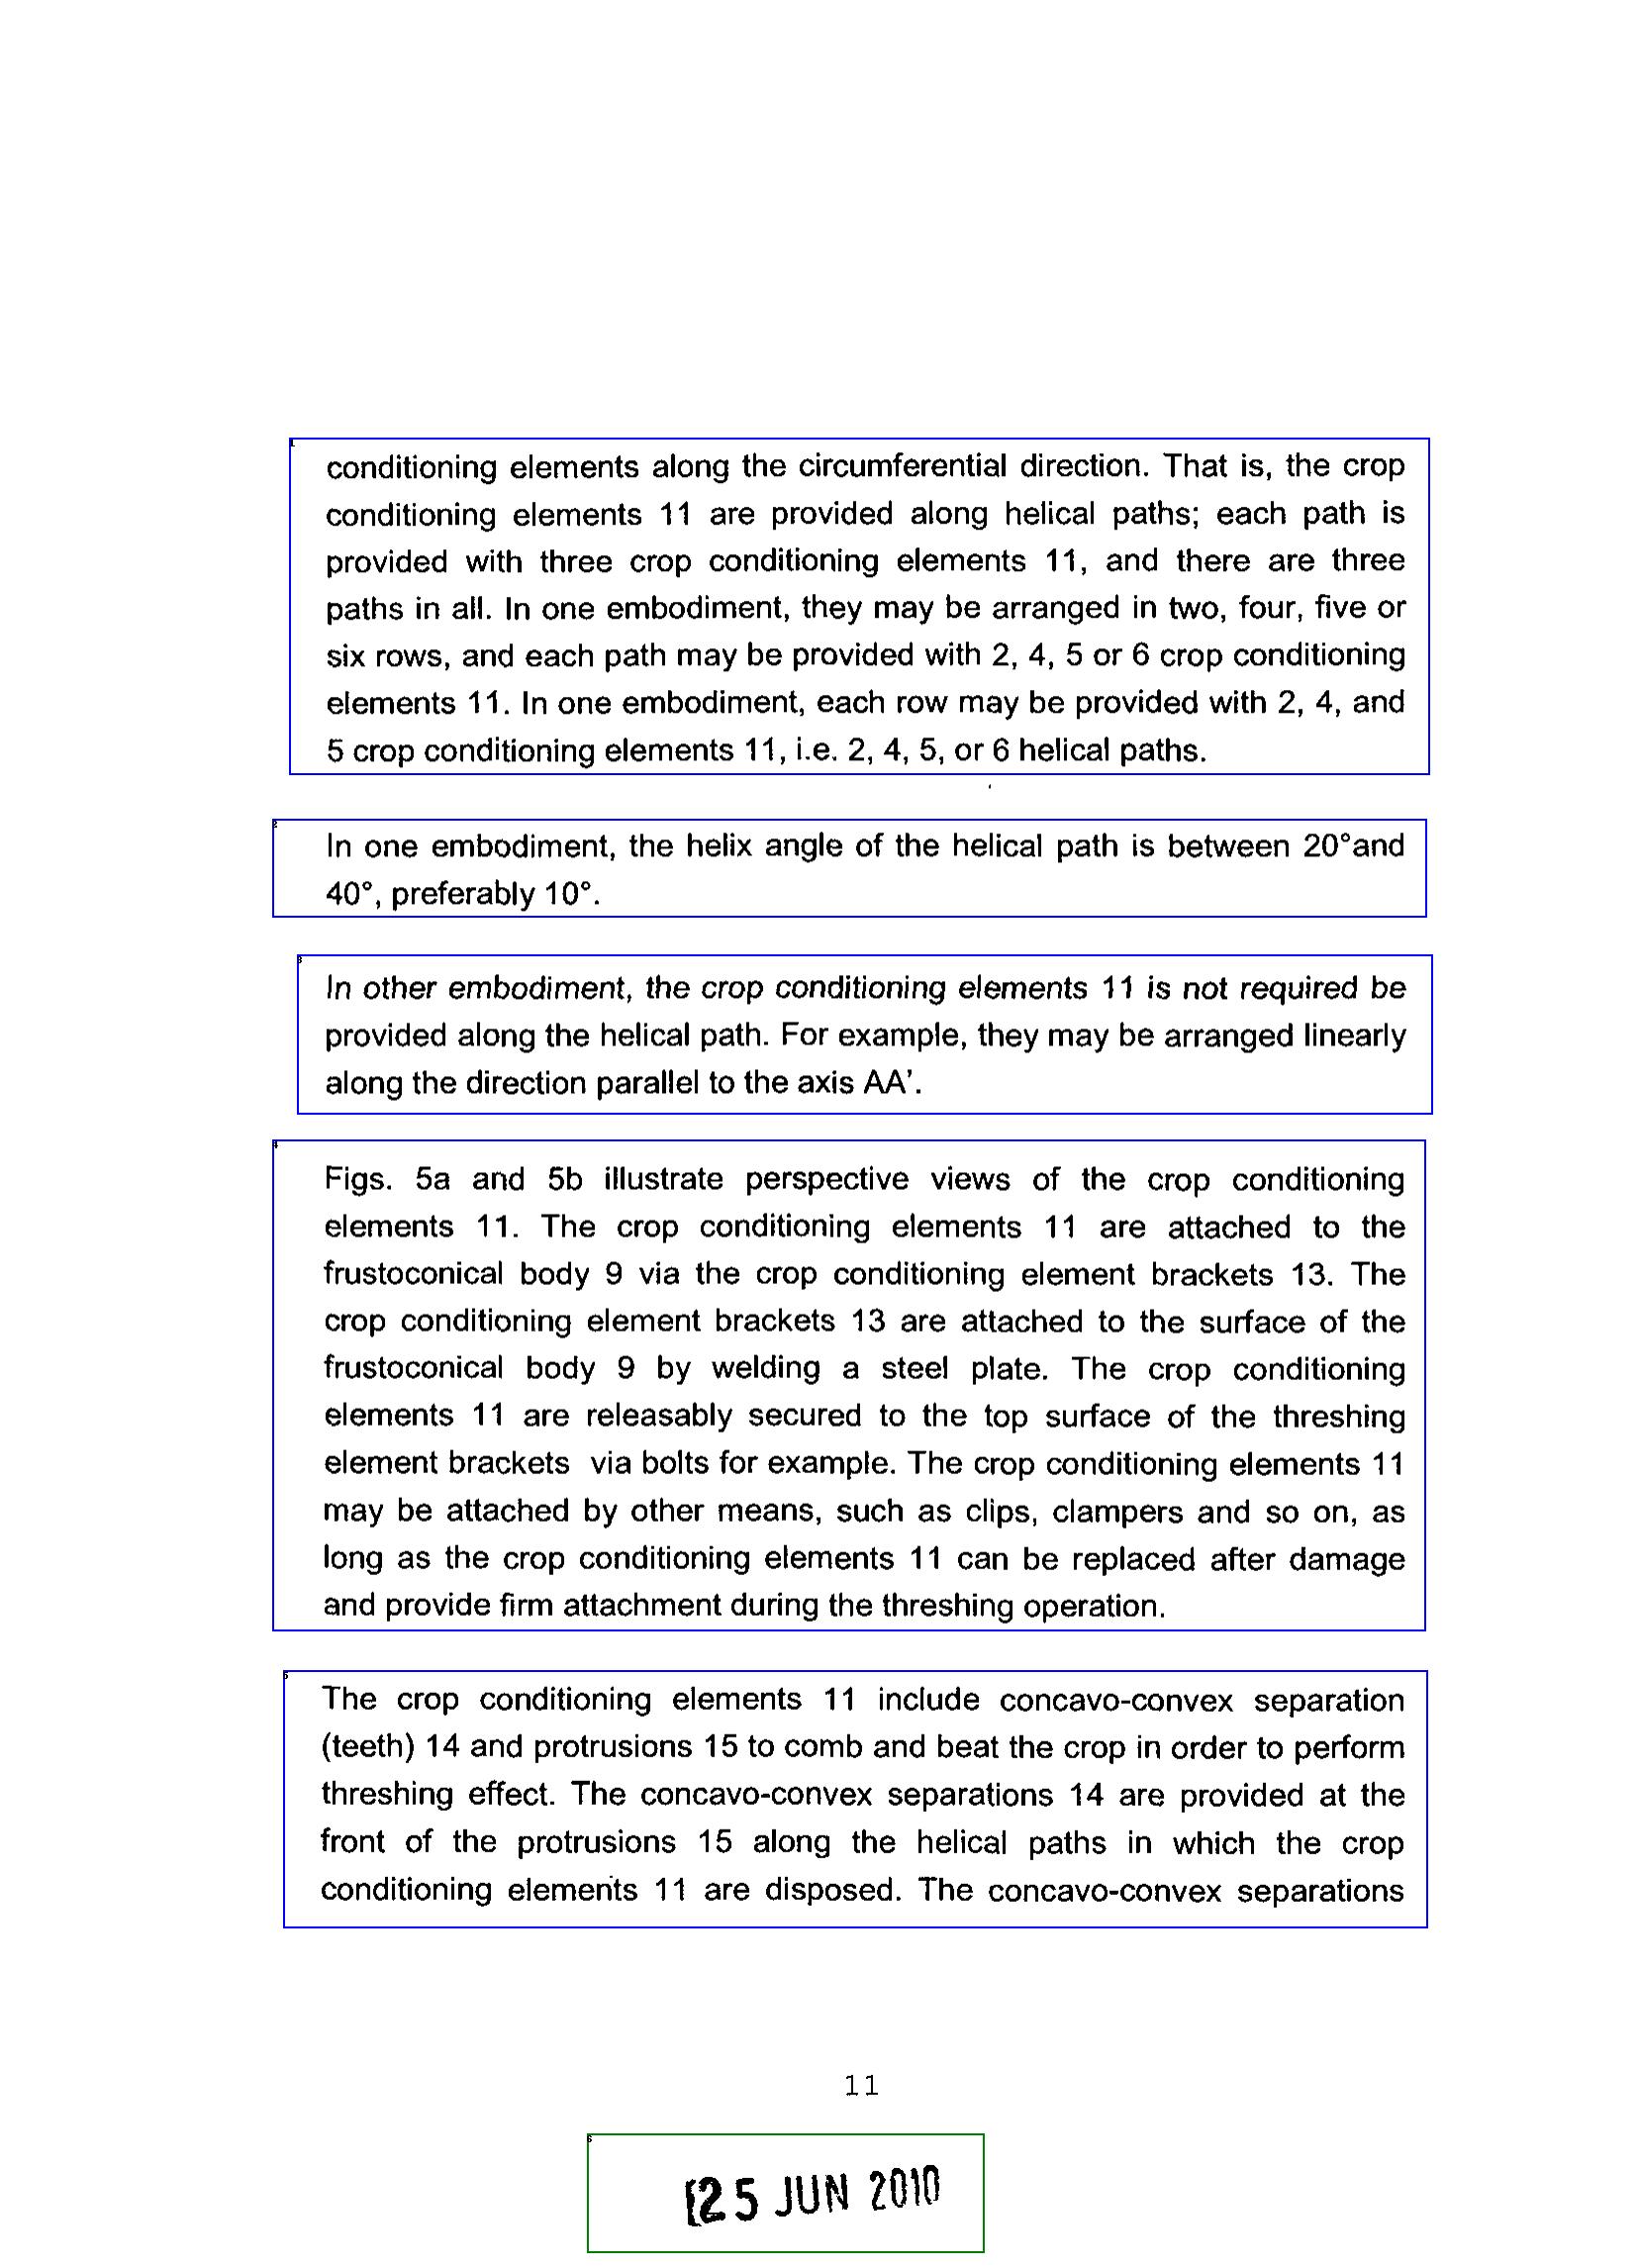 conditioning elements along the circumferential direction. That is, the crop
conditioning elements 11 are provided along helical paths; each path is
provided with three crop conditioning elements 11, and there are three
paths in all. In one embodiment, they may be arranged in two, four, five or
six rows, and each path may be provided with 2, 4, 5 or 6 crop conditioning
elements 11. In one embodiment, each row may be provided with 2, 4, and
5 crop conditioning elements 11, i.e. 2, 4, 5, or 6 helical paths.
In one embodiment, the helix angle of the helical path is between 20°and
40°, preferably 10°.
In other embodiment, the crop conditioning elements 11 is not required be
provided along the helical path. For example, they may be arranged linearly
along the direction parallel to the axis AA’.
Figs. 5a and 5b illustrate perspective views of the crop conditioning
elements 11. The crop conditioning elements 11 are attached to the
frustoconical body 9 via the crop conditioning element brackets 13. The
crop conditioning element brackets 13 are attached to the surface of the
frustoconical body 9 by welding a steel plate. The crop conditioning
elements 11 are releasably secured to the top surface of the threshing
element brackets via bolts for example. The crop conditioning elements 11
may be attached by other means, such as clips, clampers and so on, as
long as the crop conditioning elements 11 can be replaced after damage
and provide firm attachment during the threshing operation.
The crop conditioning elements 11 include concavo-convex separation
(teeth) 14 and protrusions 15 to comb and beat the crop in order to perform
threshing effect. The concavo-convex separations 14 are provided at the
front of the protrusions 15 along the helical paths in which the crop
conditioning elements 11 are disposed. The concavo-convex separations
11
25 JUN 2010